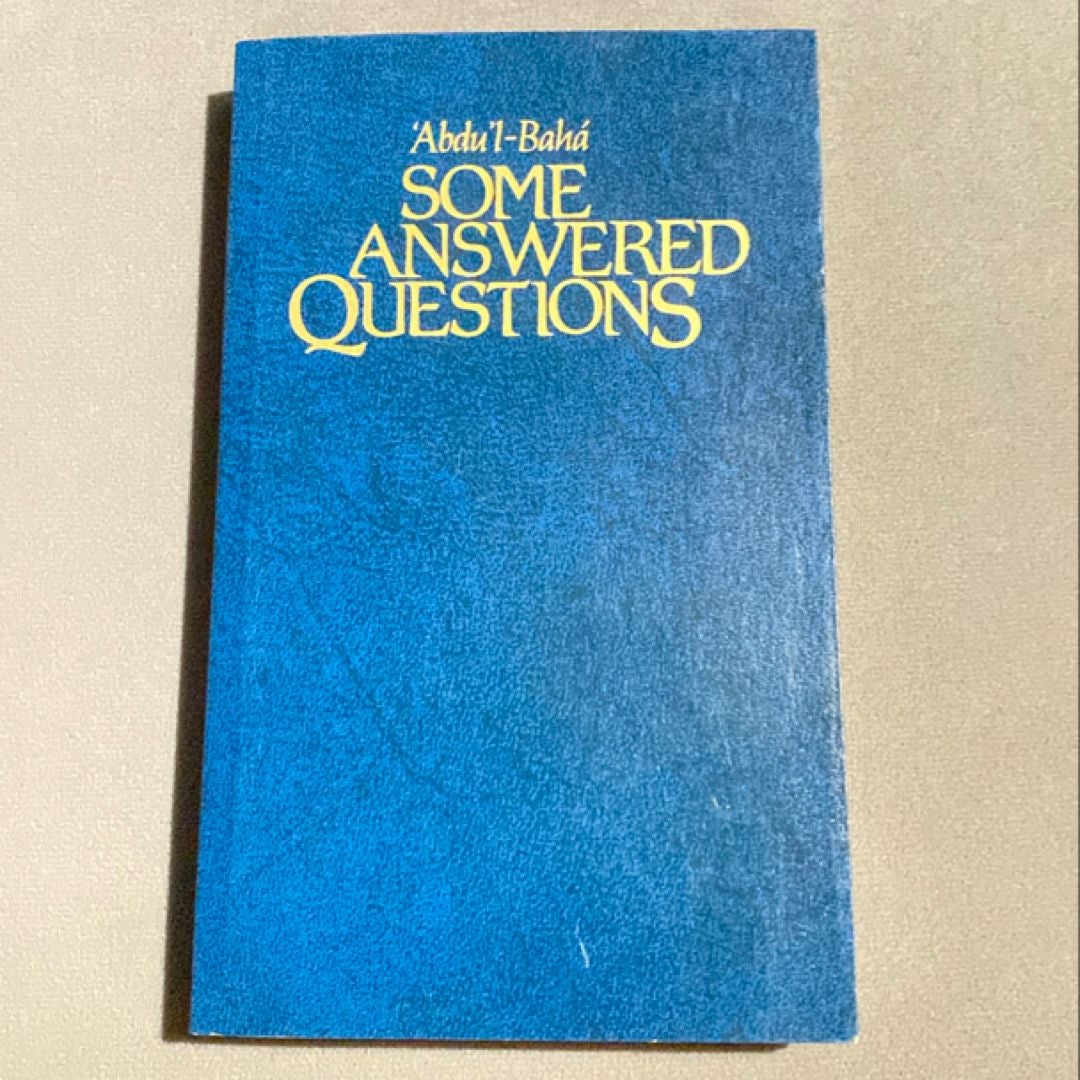 ‘Abdu’l-Bahá
SOME
ANSWERED
QUESTIONS